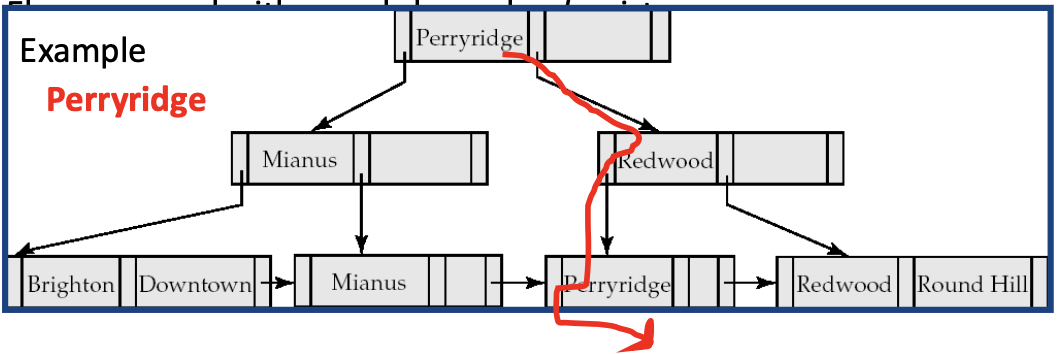 Perryridge
Example
Perryridge
Mianus
Redwood
Brighton Downtown Mianus Perryridge Redwood Round Hill